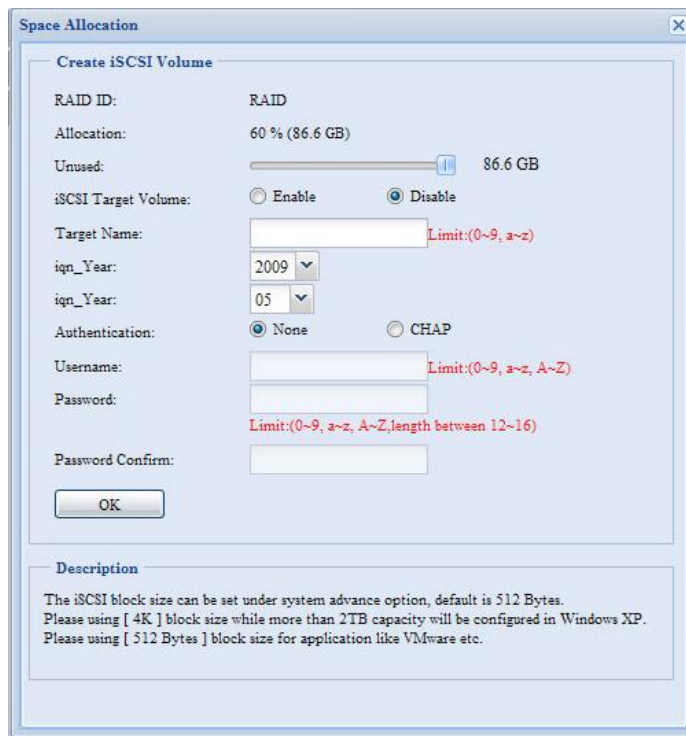 Space Allocation
Create iSCSI Volume
RAID ID: RAID
Allocation: 60 % (86.6 GB)
Unused: 86.6 GB
iSCSI Target Volume: Enable Disable
Target Name: Limit:(0~9, a~z)
iqn_Year: 2009
iqn_Year: 05
Authentication: None CHAP
Username: Limit:(0~9, a~z, A~Z)
Password:
Limit:(0~9, a~z, A~Z,length between 12~16)
Password Confirm:
OK
Description
The iSCSI block size can be set under system advance option, default is 512 Bytes.
Please using [ 4K ] block size while more than 2TB capacity will be configured in Windows XP.
Please using [ 512 Bytes ] block size for application like VMware etc.